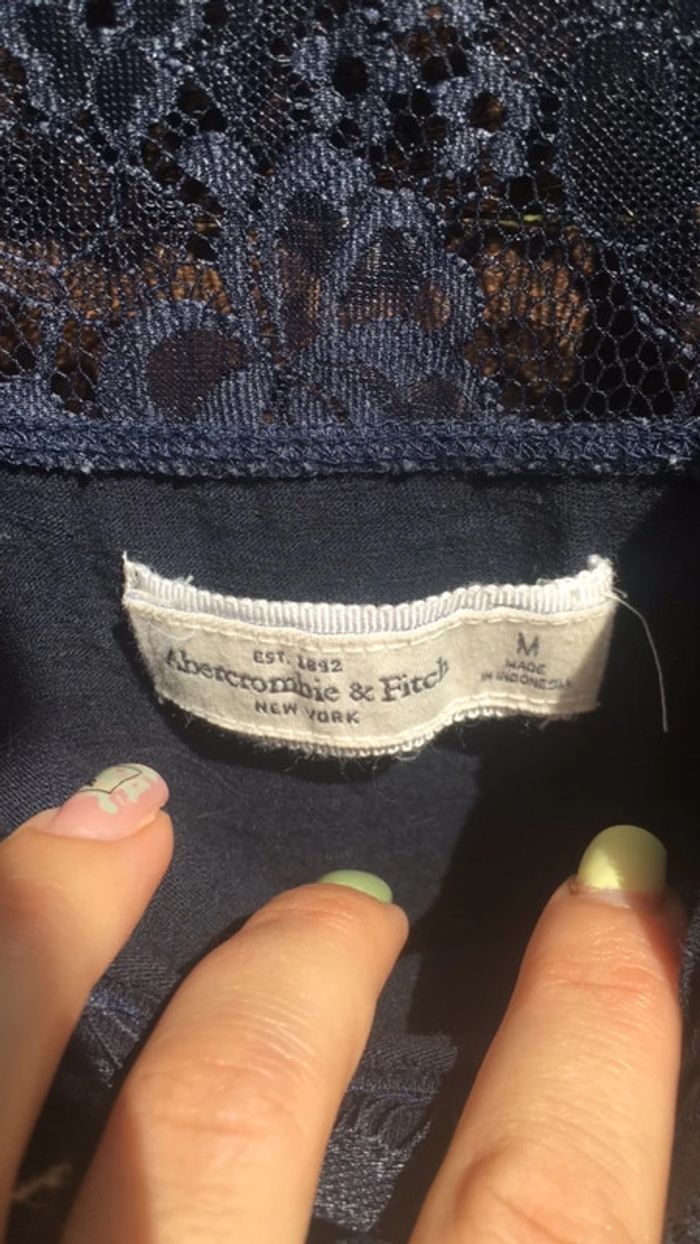 EST. 1892
Abercrombie & Fitch
NEW YORK
M
MADE
IN INDONESIA